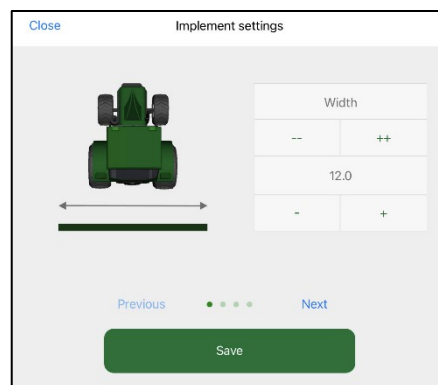 Close Implement settings
Width
-- ++
12.0
- +
Previous Next
Save